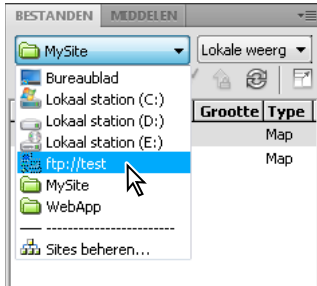 BESTANDEN MIDDELEN
MySite Lokale weerg
Bureaublad
Lokaal station (C:)
Lokaal station (D:) Grootte Type
Lokaal station (E:) Map
ftp://test Map
MySite
WebApp
Sites beheren...